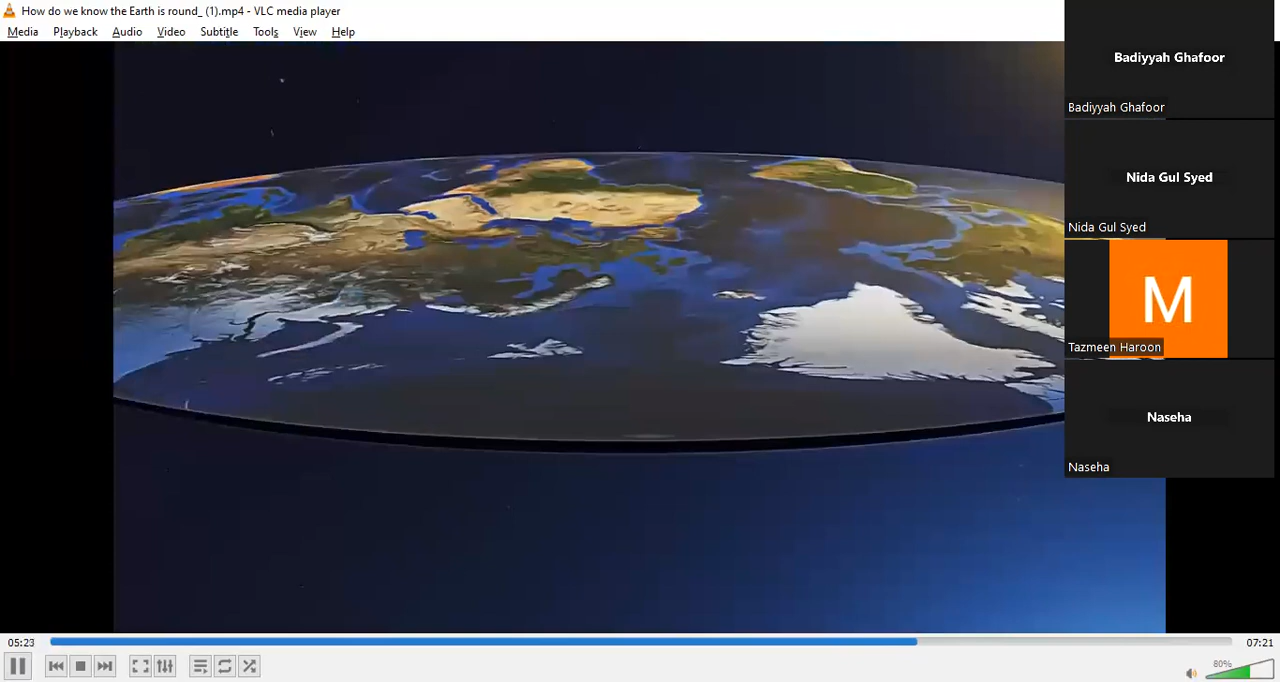 How do we know the Earth is round_ (1).mp4 - VLC media player
Media Playback Audio Video Subtitle Tools View Help
Badiyyah Ghafoor
Badiyyah Ghafoor
Nida Gul Syed
Nida Gul Syed
M
Tazmeen Haroon
Naseha
Naseha
05:23
07:21
80%